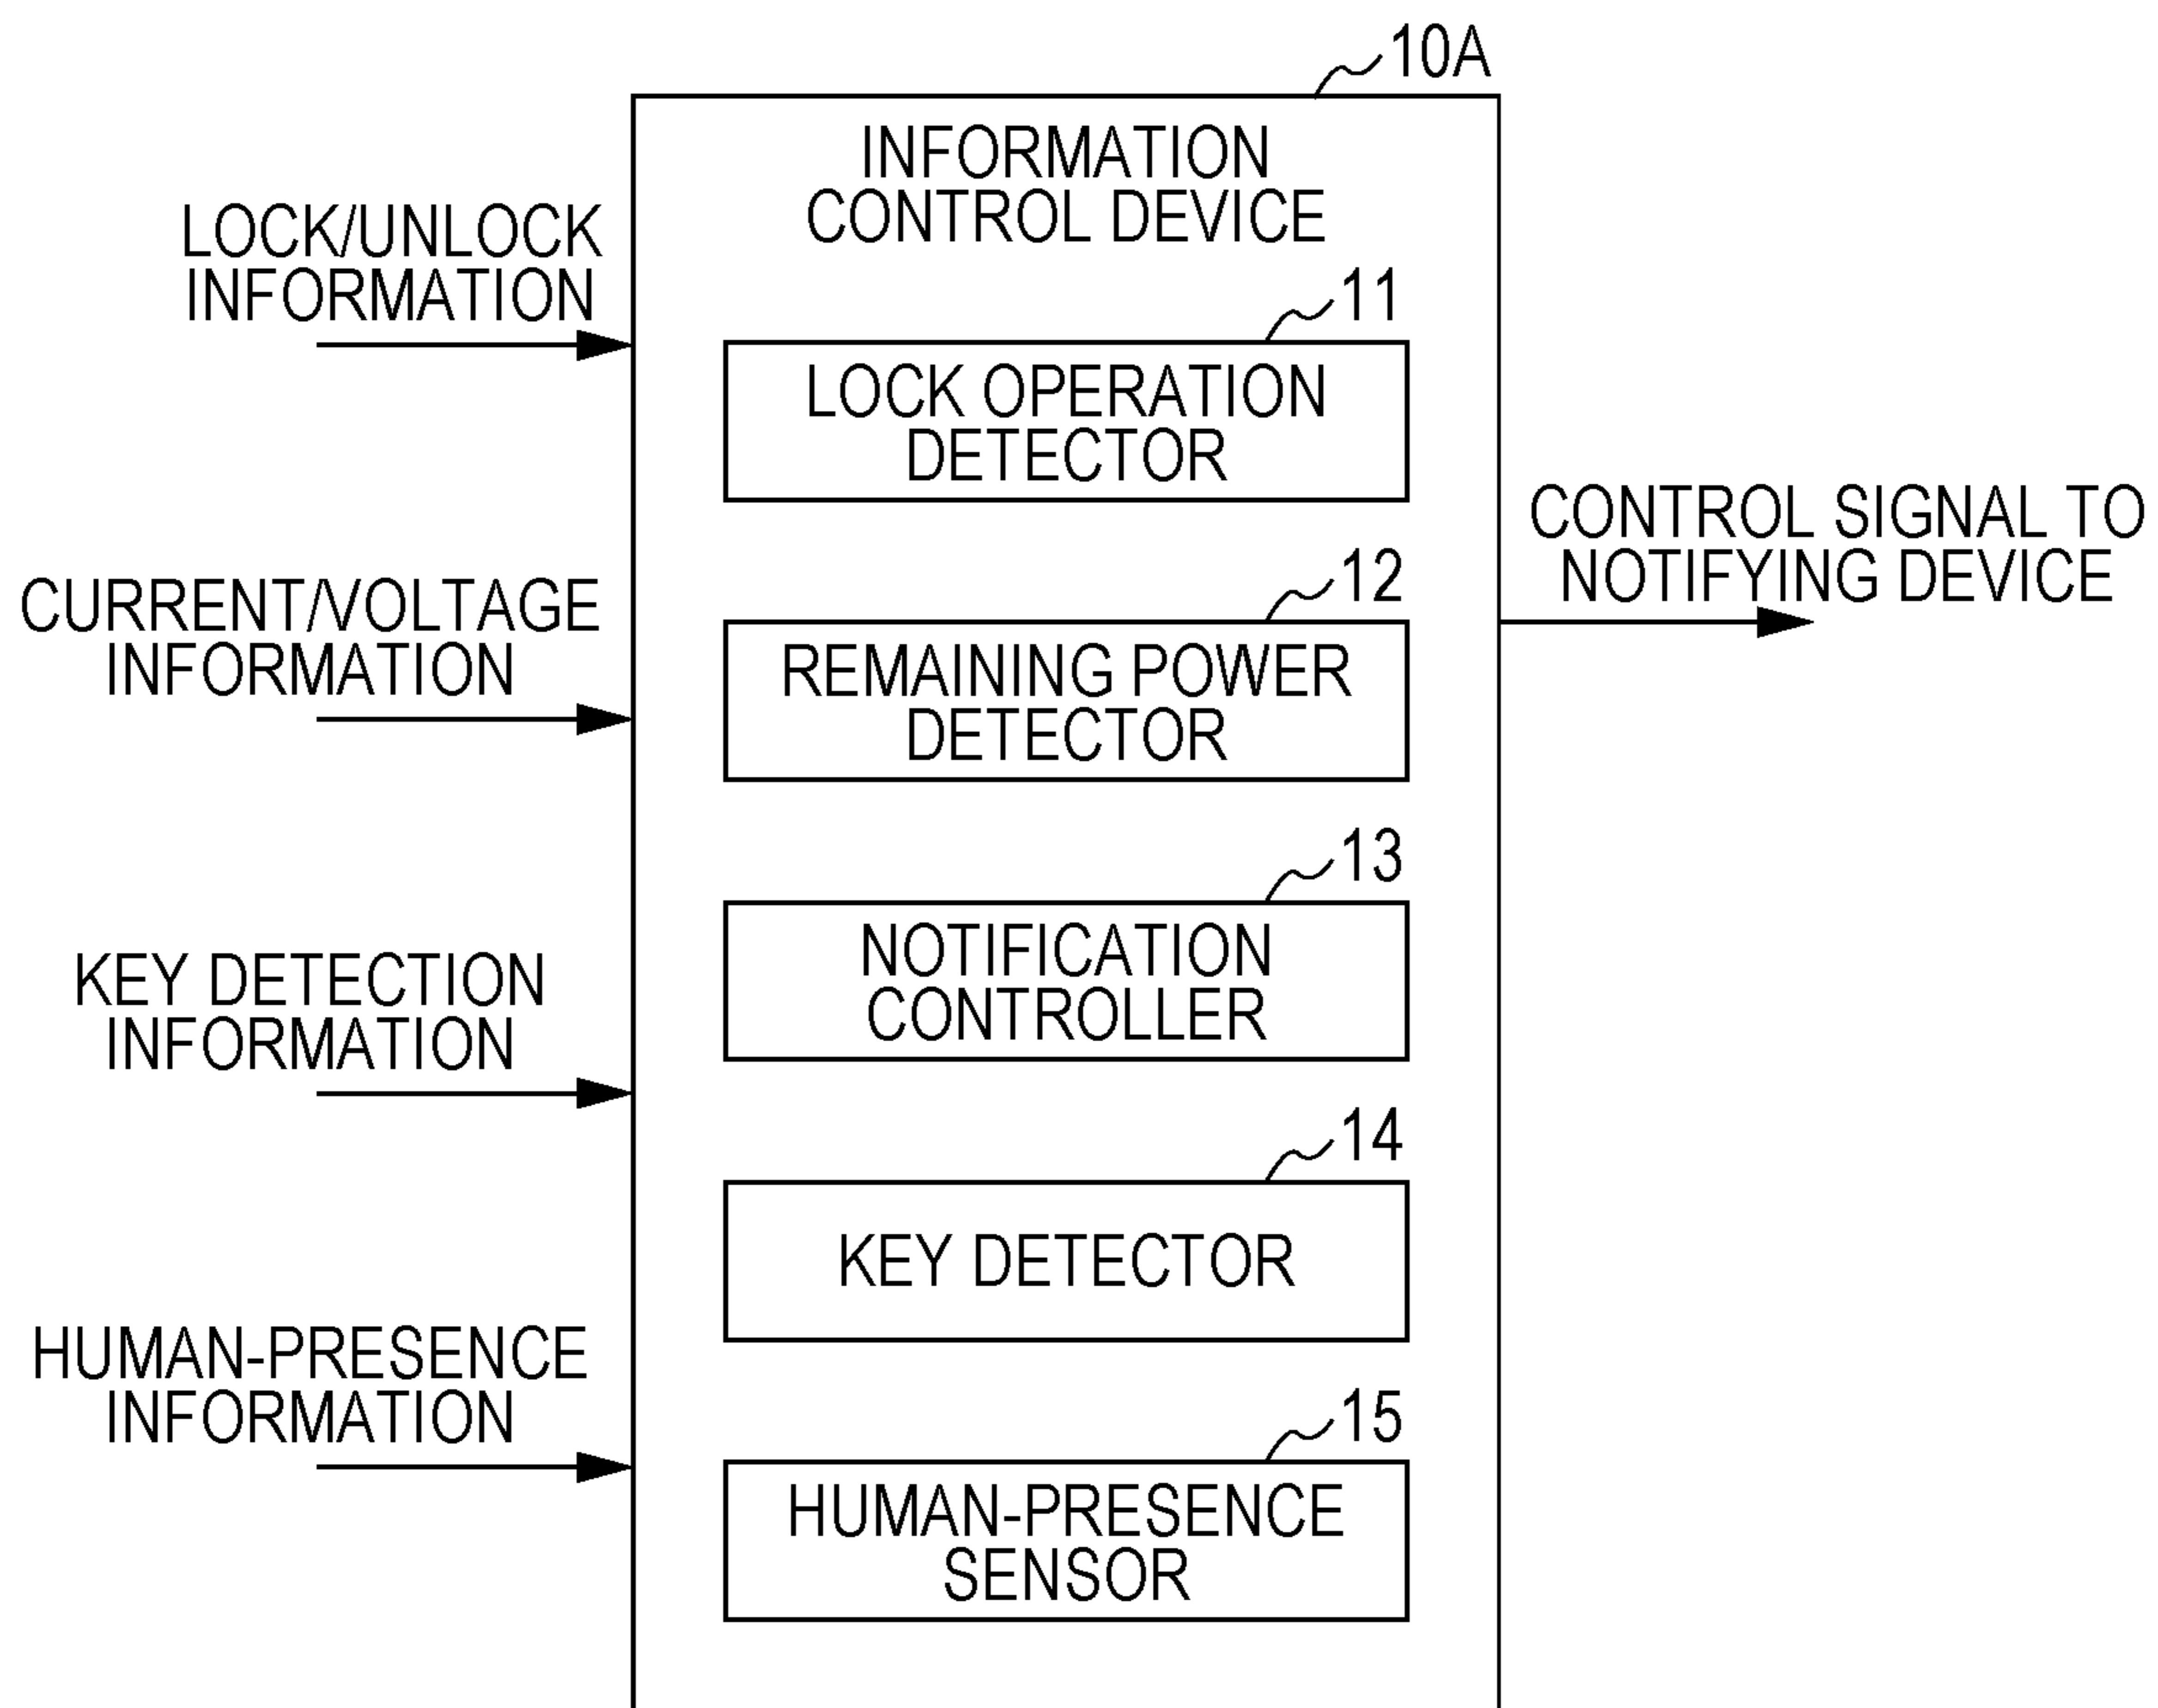 10A
INFORMATION
CONTROL DEVICE
LOCK/UNLOCK
INFORMATION
11
LOCK OPERATION
DETECTOR
CONTROL SIGNAL TO
NOTIFYING DEVICE
12
CURRENT/VOLTAGE
INFORMATION
REMAINING POWER
DETECTOR
13
NOTIFICATION
CONTROLLER
KEY DETECTION
INFORMATION
14
KEY DETECTOR
HUMAN-PRESENCE
INFORMATION
15
HUMAN-PRESENCE
SENSOR